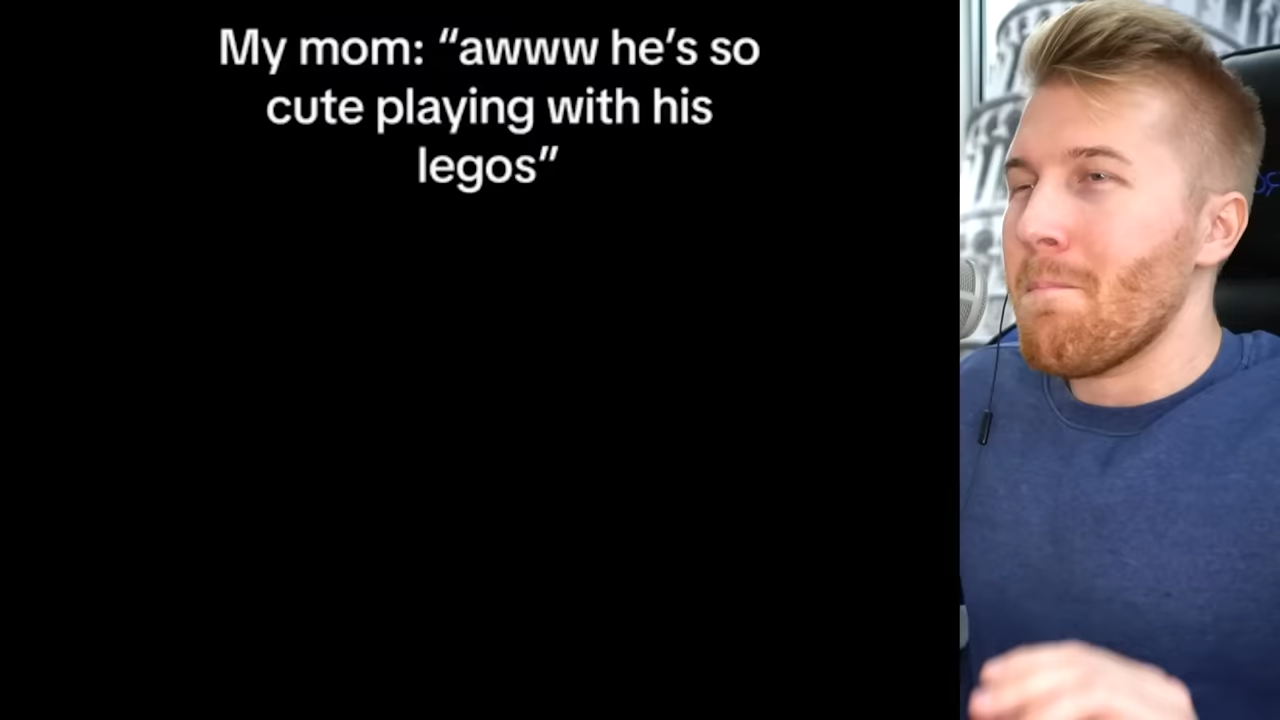 My mom: “awww he’s so
cute playing with his
legos”